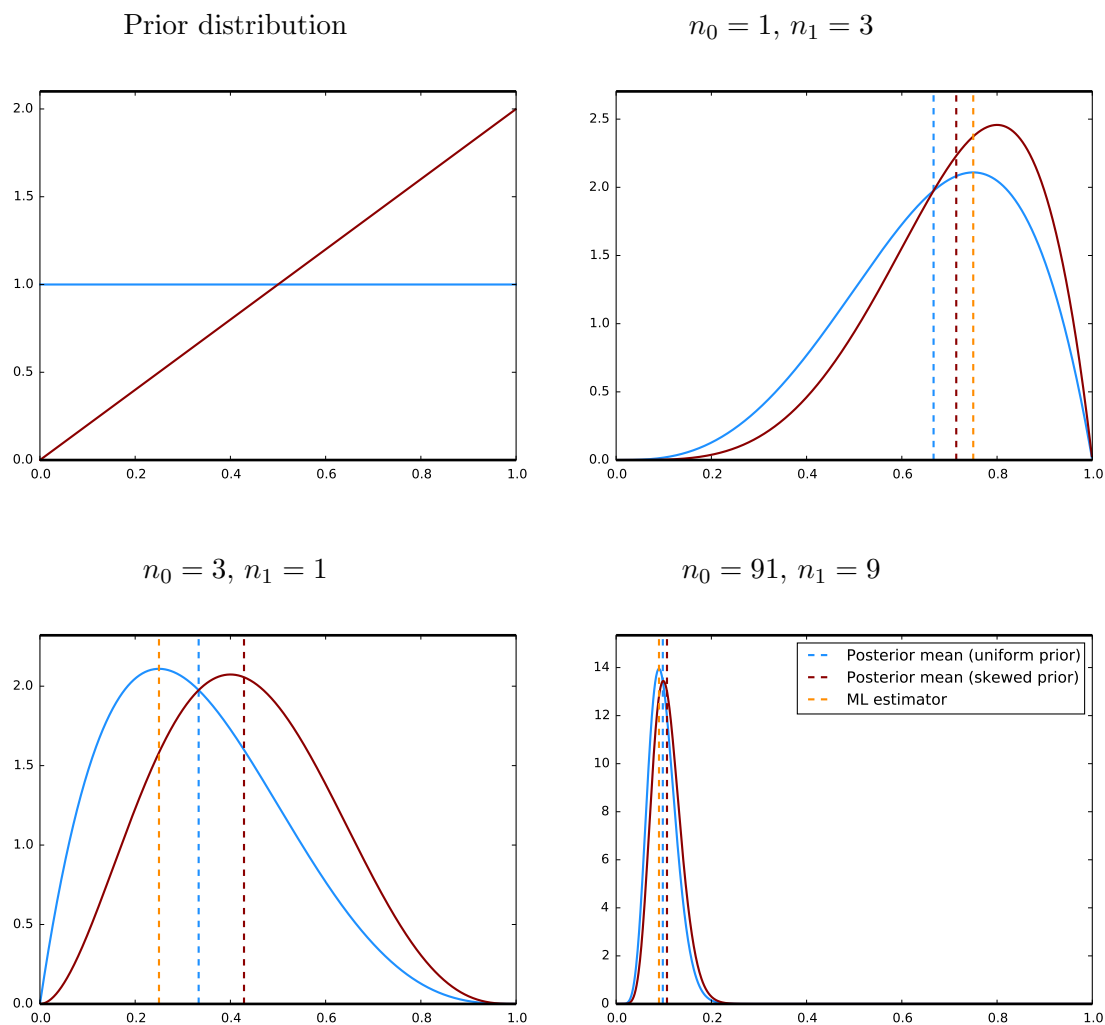 Prior distribution
n₀ = 1, n₁ = 3
2.0
1.5
1.0
0.5
0.0
0.0 0.2 0.4 0.6 0.8 1.0
2.5
2.0
1.5
1.0
0.5
0.0
0.0 0.2 0.4 0.6 0.8 1.0
n₀ = 3, n₁ = 1
n₀ = 91, n₁ = 9
2.0
1.5
1.0
0.5
0.0
0.0 0.2 0.4 0.6 0.8 1.0
14
12
10
8
6
4
2
0
0.0 0.2 0.4 0.6 0.8 1.0
Posterior mean (uniform prior)
Posterior mean (skewed prior)
ML estimator